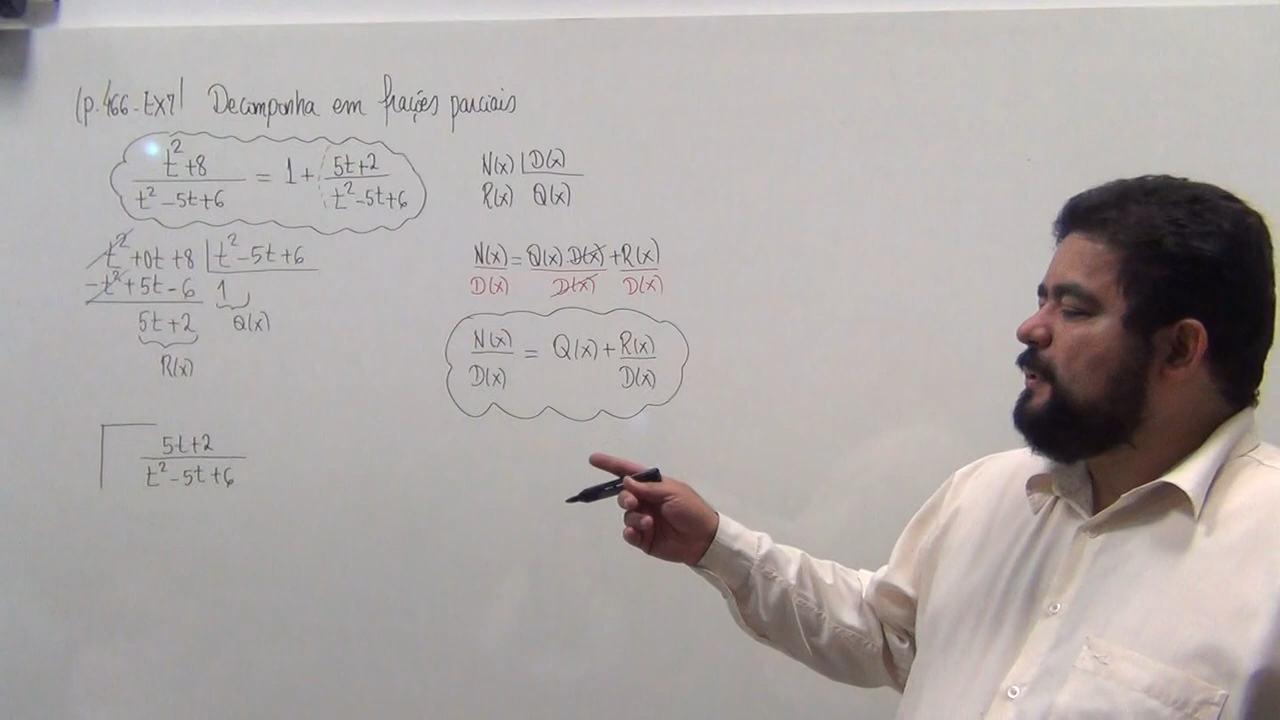 (p.466-EX7) Decomponha em frações parciais
t²+8 / t²-5t+6 = 1 + 5t+2 / t²-5t+6
N(x) | D(x)
R(x) Q(x)
t²+0t+8 | t²-5t+6
-t²+5t-6 1
5t+2 Q(x)
R(x)
N(x)/D(x) = Q(x).D(x)/D(x) + R(x)/D(x)
N(x)/D(x) = Q(x) + R(x)/D(x)
5t+2
t²-5t+6